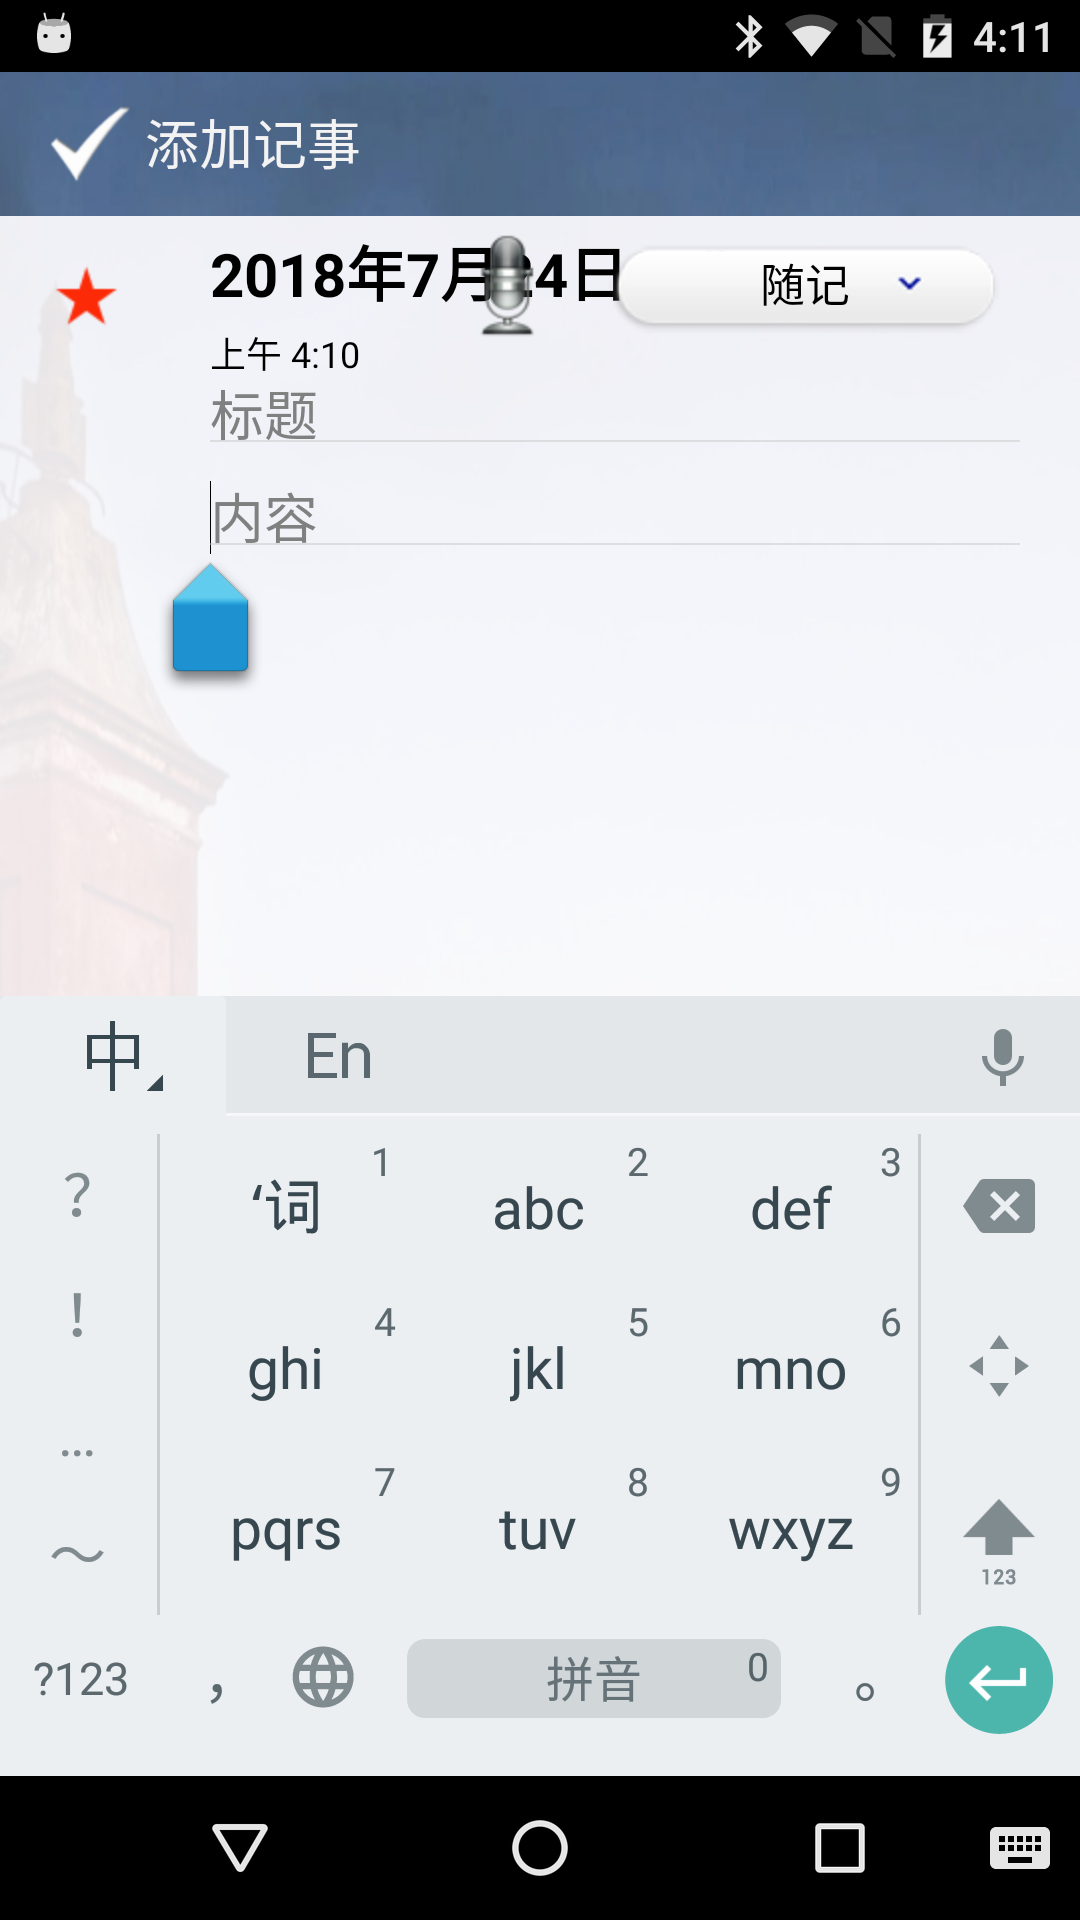 4:11
添加记事
2018年7月24日
随记
上午 4:10
标题
内容
中
En
?
‘词 1
abc 2
def 3
!
ghi 4
jkl 5
mno 6
…
pqrs 7
tuv 8
wxyz 9
～
123
?123
，
拼音 0
。